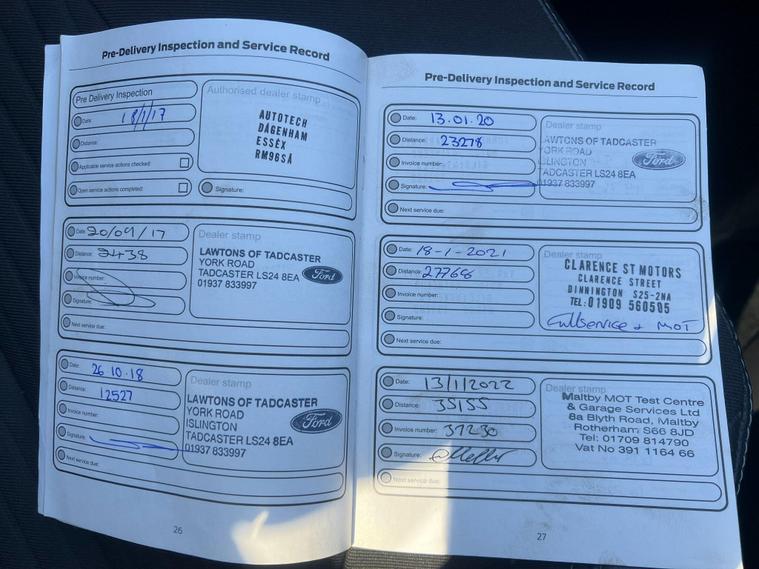 Pre-Delivery Inspection and Service Record
Pre Delivery Inspection
Date: 18/1/17
Distance:
Applicable service actions checked:
Open service actions completed:
Authorised dealer stamp
AUTOTECH
DAGENHAM
ESSEX
RM96SA
Signature:
Date: 20/09/17
Distance: 2438
Invoice number:
Signature:
Next service due:
Dealer stamp
LAWTONS OF TADCASTER
YORK ROAD
TADCASTER LS24 8EA
01937 833997
Ford
Date: 26.10.18
Distance: 12527
Invoice number:
Signature:
Next service due:
Dealer stamp
LAWTONS OF TADCASTER
YORK ROAD
ISLINGTON
TADCASTER LS24 8EA
01937 833997
Ford
26
Pre-Delivery Inspection and Service Record
Date: 13.01.20
Distance: 23278
Invoice number:
Signature:
Next service due:
Dealer stamp
AWTONS OF TADCASTER
YORK ROAD
ISLINGTON
TADCASTER LS24 8EA
01937 833997
Ford
Date: 18-1-2021
Distance: 27768
Invoice number:
Signature:
Next service due:
Dealer stamp
CLARENCE ST MOTORS
CLARENCE STREET
DINNINGTON S25-2NA
TEL: 01909 560505
Full Service + MOT
Date: 13/1/2022
Distance: 35155
Invoice number: 37230
Signature:
Next service due:
Dealer stamp
Maltby MOT Test Centre
& Garage Services Ltd
8a Blyth Road, Maltby
Rotherham S66 8JD
Tel: 01709 814790
Vat No 391 1164 66
27